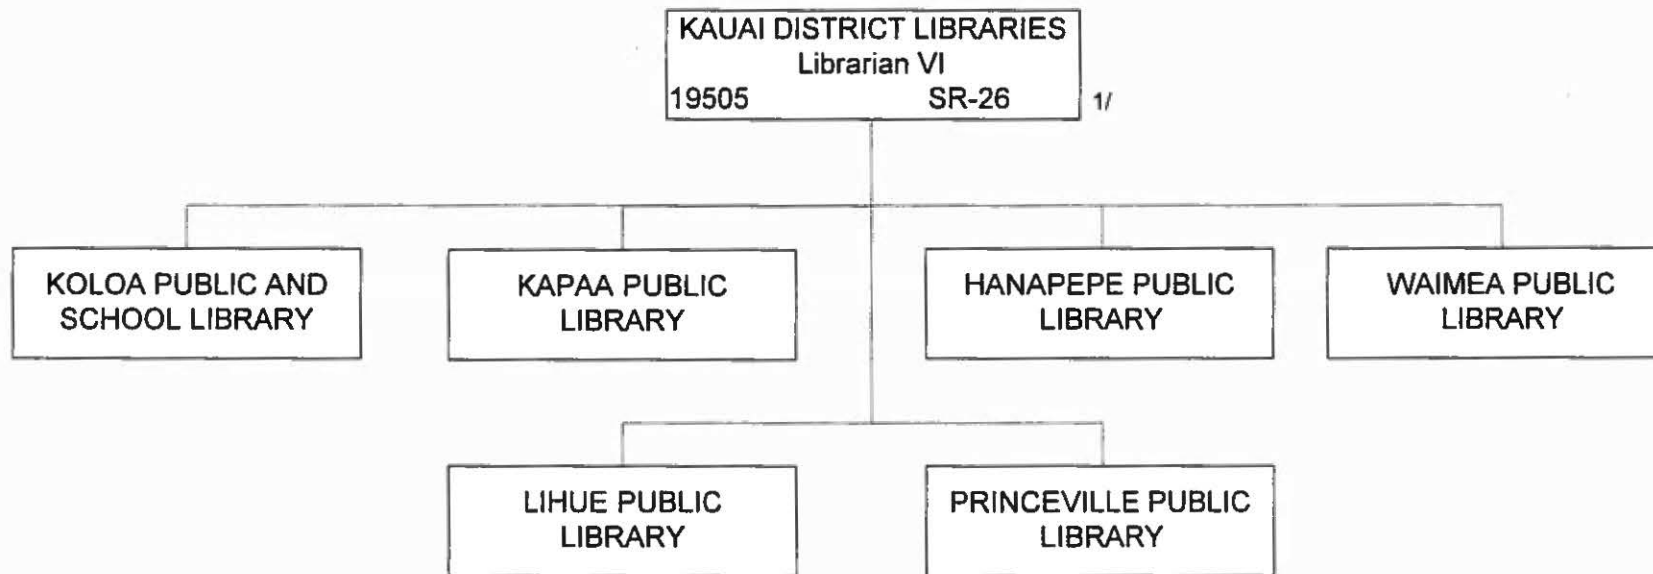 KAUAI DISTRICT LIBRARIES
Librarian VI
19505 SR-26 1/
KOLOA PUBLIC AND
SCHOOL LIBRARY
KAPAA PUBLIC
LIBRARY
HANAPEPE PUBLIC
LIBRARY
WAIMEA PUBLIC
LIBRARY
LIHUE PUBLIC
LIBRARY
PRINCEVILLE PUBLIC
LIBRARY